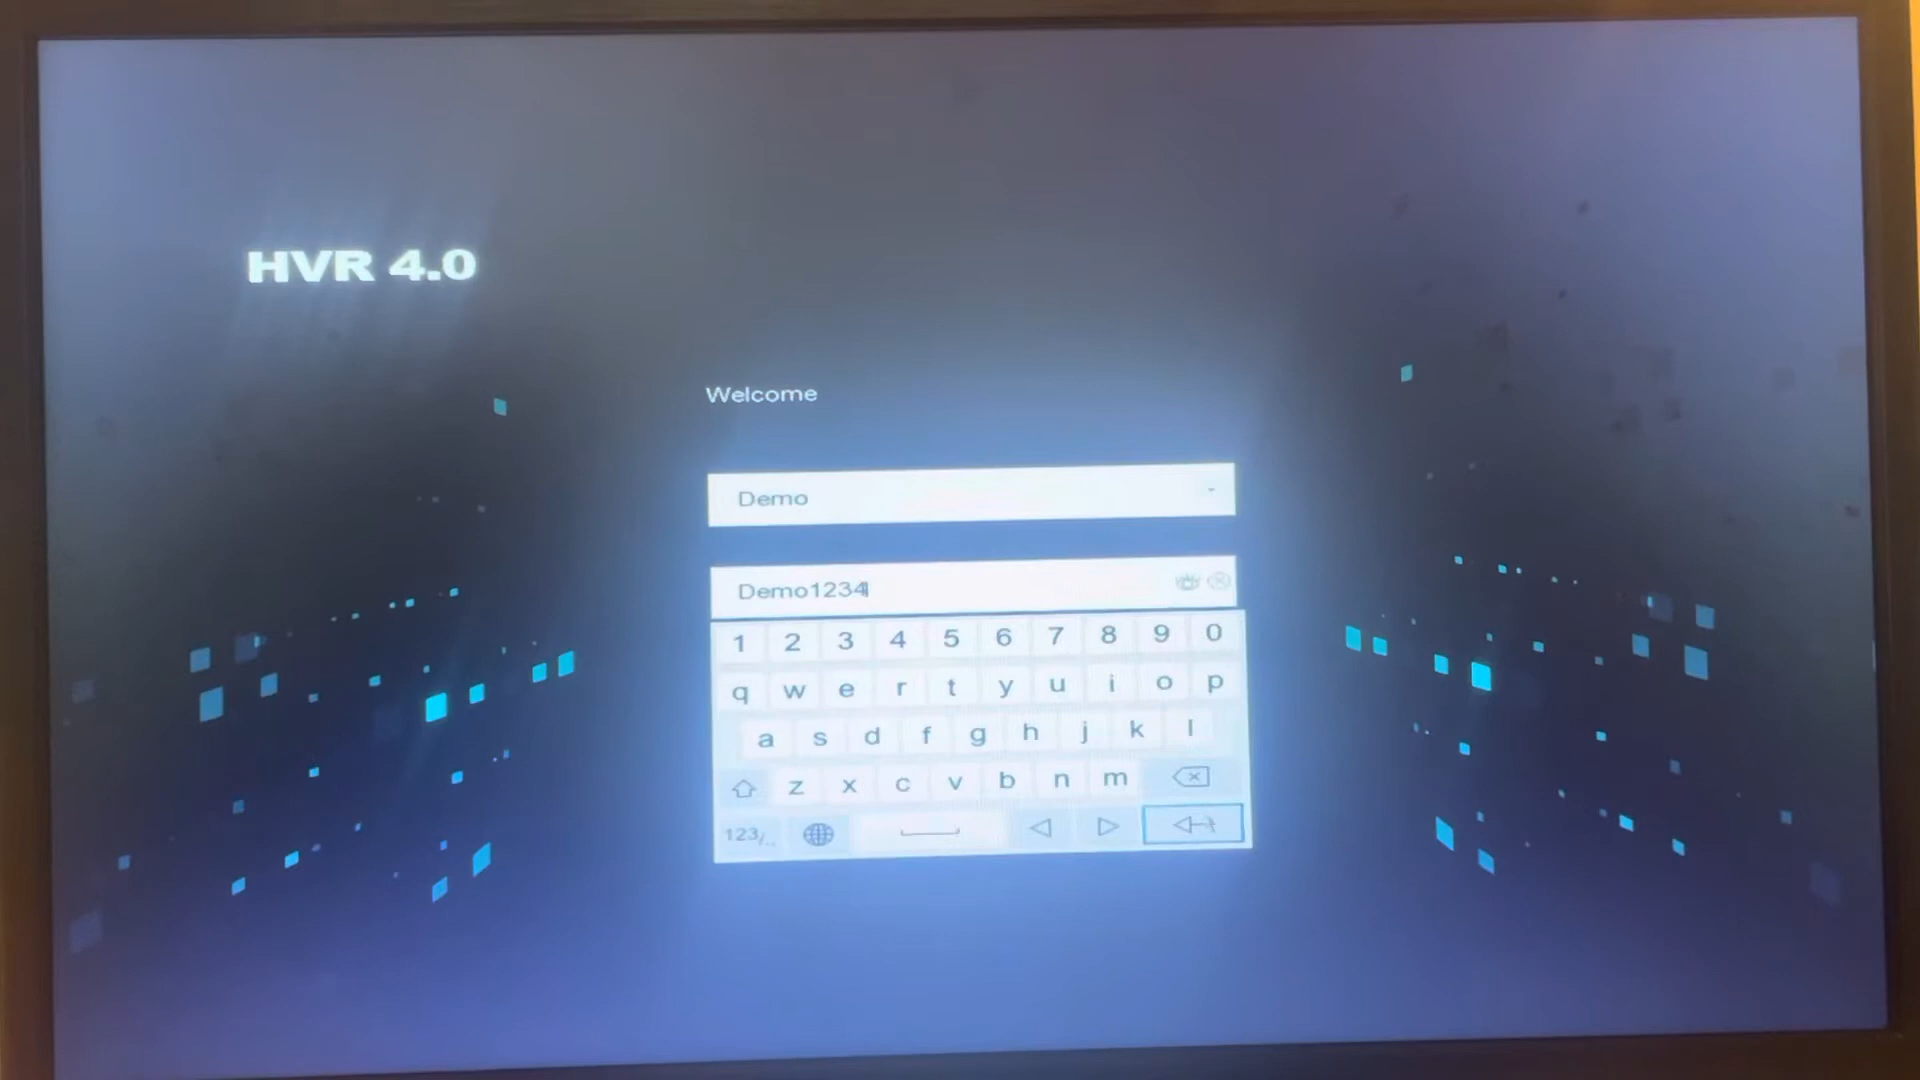 HVR 4.0
Welcome
Demo
Demo1234
1 2 3 4 5 6 7 8 9 0
q w e r t y u i o p
a s d f g h j k l
z x c v b n m
123/..